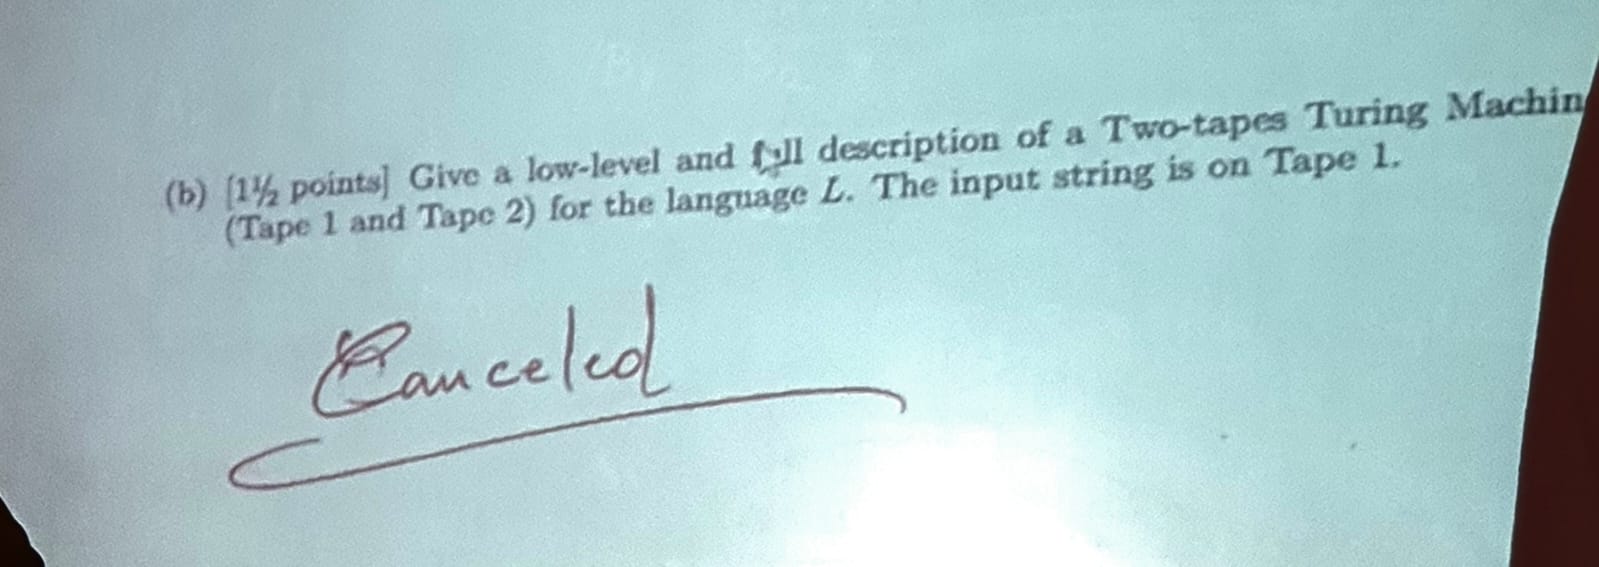 (b) [1½ points] Give a low-level and full description of a Two-tapes Turing Machin
(Tape 1 and Tape 2) for the language L. The input string is on Tape 1.
Canceled